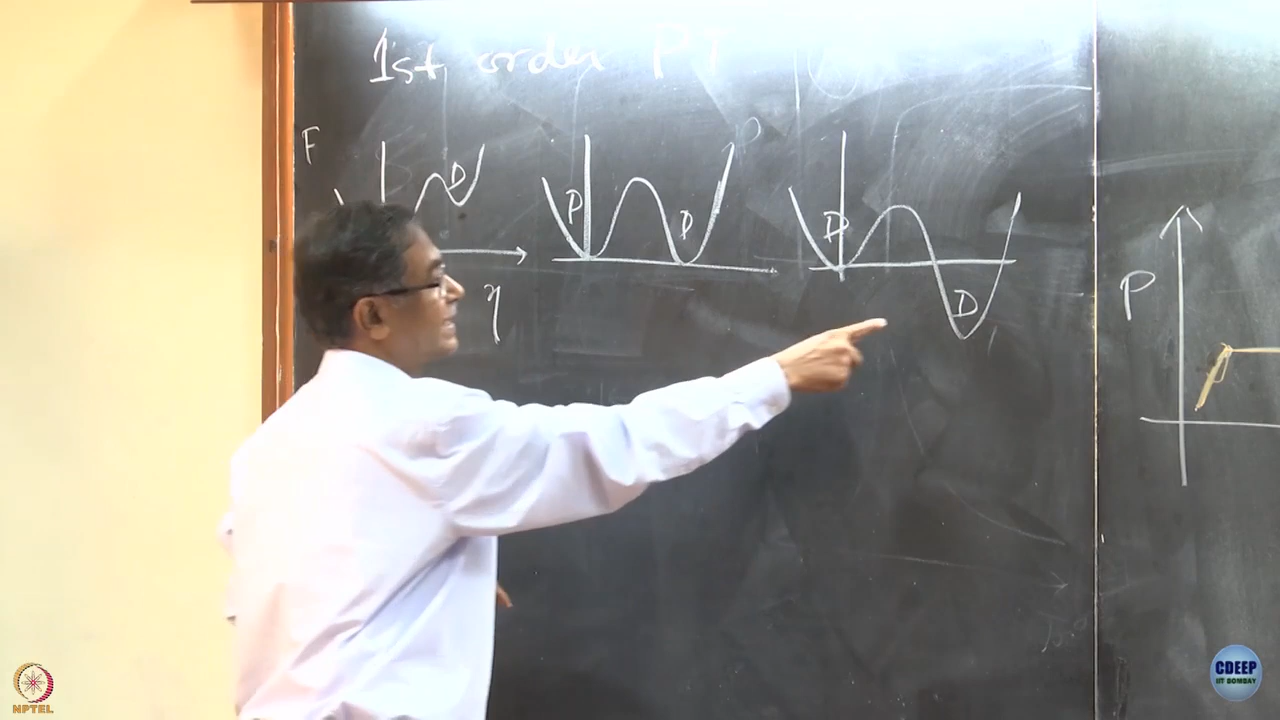 1st order PT
F
D
P
D
P
D
D
η
P
NPTEL
CDEEP
IIT BOMBAY